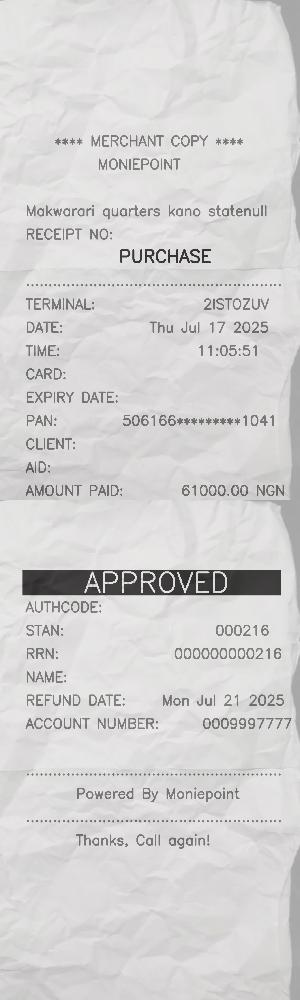 **** MERCHANT COPY ****
MONIEPOINT
Makwarari quarters kano statenull
RECEIPT NO:
PURCHASE
TERMINAL: 2IST0ZUV
DATE: Thu Jul 17 2025
TIME: 11:05:51
CARD:
EXPIRY DATE:
PAN: 506166*********1041
CLIENT:
AID:
AMOUNT PAID: 61000.00 NGN
APPROVED
AUTHCODE:
STAN: 000216
RRN: 000000000216
NAME:
REFUND DATE: Mon Jul 21 2025
ACCOUNT NUMBER: 0009997777
Powered By Moniepoint
Thanks, Call again!